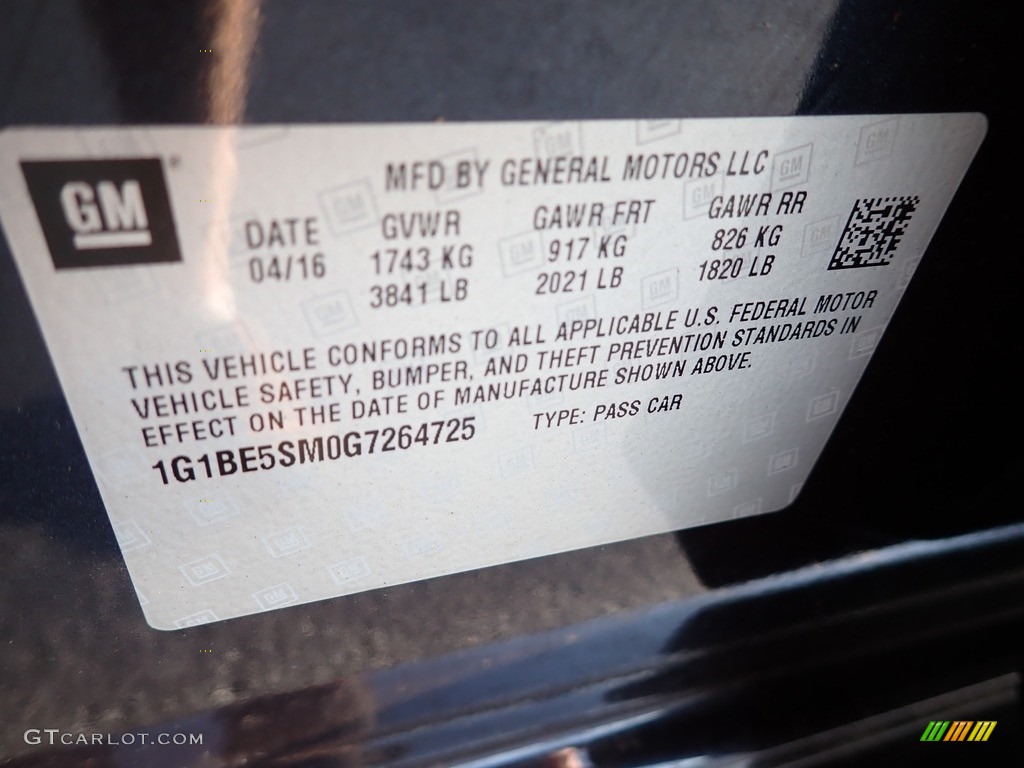 GM
MFD BY GENERAL MOTORS LLC
DATE GVWR GAWR FRT GAWR RR
04/16 1743 KG 917 KG 826 KG
3841 LB 2021 LB 1820 LB
THIS VEHICLE CONFORMS TO ALL APPLICABLE U.S. FEDERAL MOTOR
VEHICLE SAFETY, BUMPER, AND THEFT PREVENTION STANDARDS IN
EFFECT ON THE DATE OF MANUFACTURE SHOWN ABOVE.
1G1BE5SM0G7264725 TYPE: PASS CAR
GTCARLOT.COM